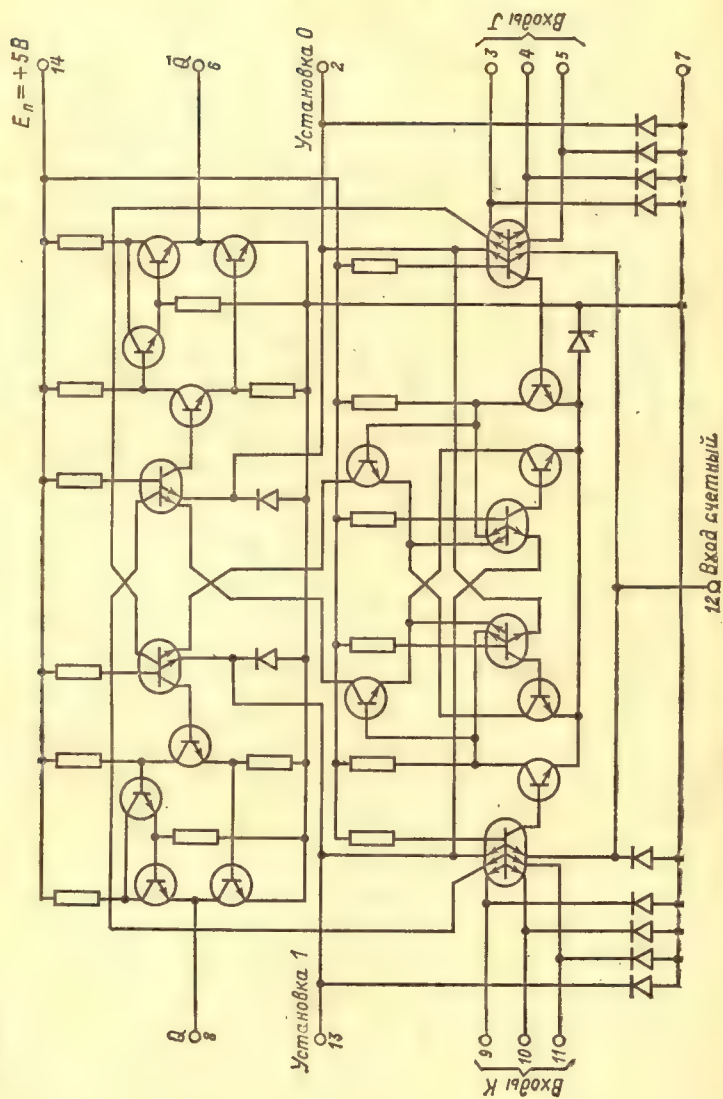 Eп = +5В
14
Q̄
6
Установка 0
2
Входы J
3
4
5
7
12
Вход счетный
Q
8
Установка 1
13
9
10
11
Входы К